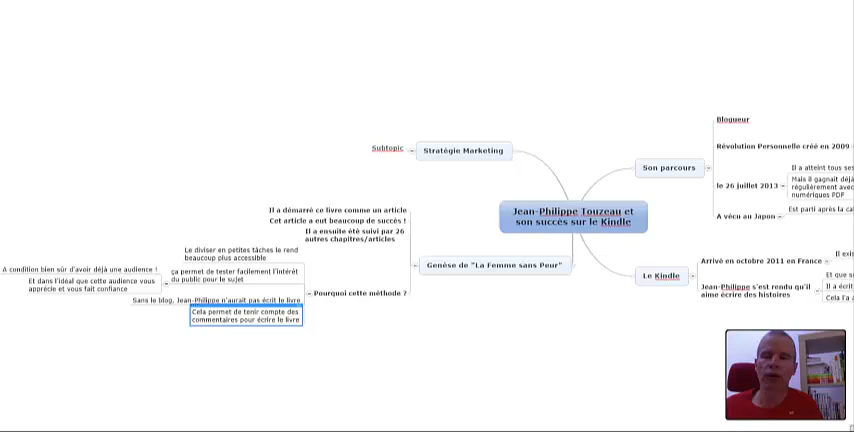 Jean-Philippe Touzeau et
son succès sur le Kindle
Son parcours
Blogueur
Révolution Personnelle créé en 2009
le 26 juillet 2013
Il a atteint tous ses
Mais il gagnait déjà
régulièrement avec
numériques PDF
A vécu au Japon
Est parti après la
Le Kindle
Arrivé en octobre 2011 en France
Jean-Philippe s'est rendu qu'il
aime écrire des histoires
Et que
Il a écrit
Cela l'a
Stratégie Marketing
Subtopic
Genèse de "La Femme sans Peur"
Il a démarré ce livre comme un article
Cet article a eut beaucoup de succès !
Il a ensuite été suivi par 26
autres chapitres/articles
Pourquoi cette méthode ?
Le diviser en petites tâches le rend
beaucoup plus accessible
ça permet de tester facilement l'intérêt
du public pour le sujet
A condition bien sûr d'avoir déjà une audience !
Et dans l'idéal que cette audience vous
apprécie et vous fait confiance
Sans le blog, Jean-Philippe n'aurait pas écrit le livre
Cela permet de tenir compte des
commentaires pour écrire le livre